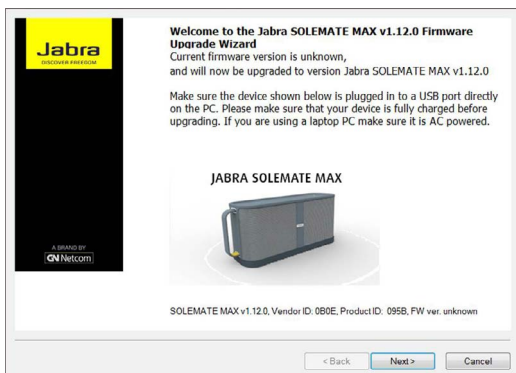 Jabra
DISCOVER FREEDOM
A BRAND BY
GN Netcom
Welcome to the Jabra SOLEMATE MAX v1.12.0 Firmware
Upgrade Wizard
Current firmware version is unknown,
and will now be upgraded to version Jabra SOLEMATE MAX v1.12.0
Make sure the device shown below is plugged in to a USB port directly
on the PC. Please make sure that your device is fully charged before
upgrading. If you are using a laptop PC make sure it is AC powered.
JABRA SOLEMATE MAX
SOLEMATE MAX v1.12.0, Vendor ID: 0B0E, Product ID: 095B, FW ver. unknown
< Back
Next >
Cancel